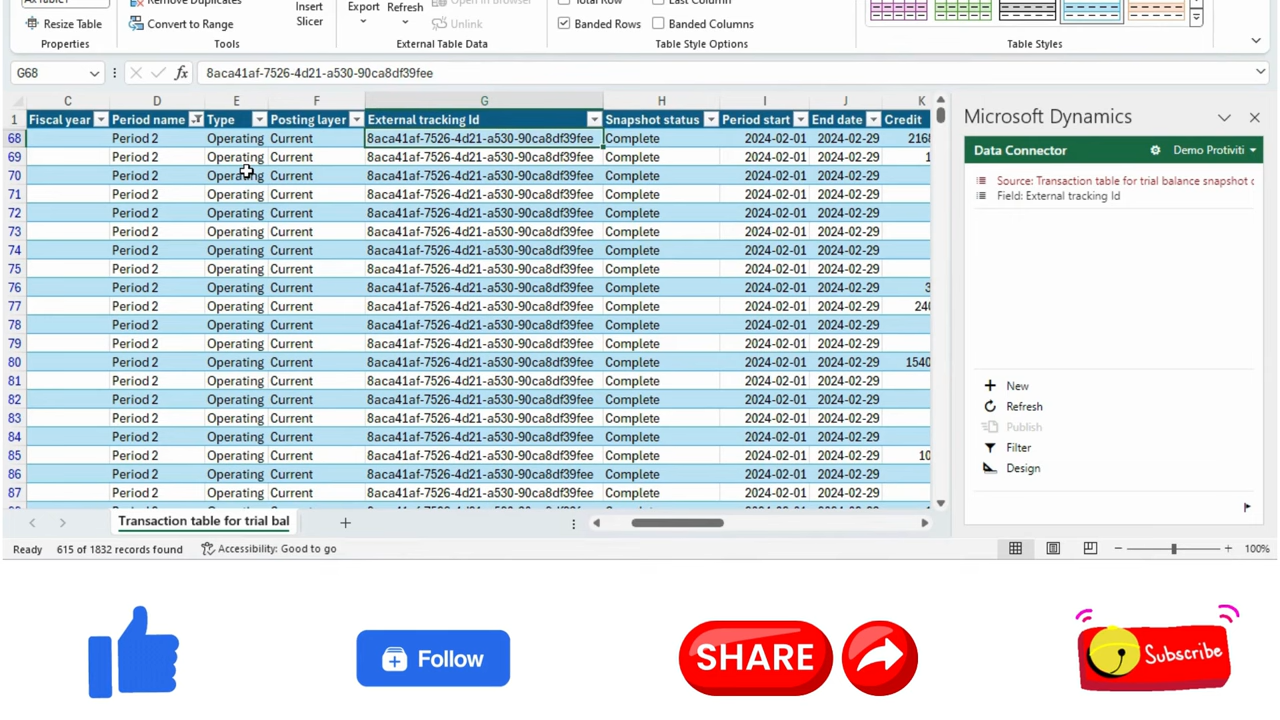 Remove Duplicates
Total Row
Last Column
Resize Table
Convert to Range
Insert
Slicer
Export
Refresh
Open in Browser
Unlink
Banded Rows
Banded Columns
Properties
Tools
External Table Data
Table Style Options
Table Styles
G68
fx
8aca41af-7526-4d21-a530-90ca8df39fee
C D E F G H I J K
1 Fiscal year Period name Type Posting layer External tracking Id Snapshot status Period start End date Credit
68 Period 2 Operating Current 8aca41af-7526-4d21-a530-90ca8df39fee Complete 2024-02-01 2024-02-29 2168
69 Period 2 Operating Current 8aca41af-7526-4d21-a530-90ca8df39fee Complete 2024-02-01 2024-02-29 1
70 Period 2 Operating Current 8aca41af-7526-4d21-a530-90ca8df39fee Complete 2024-02-01 2024-02-29
71 Period 2 Operating Current 8aca41af-7526-4d21-a530-90ca8df39fee Complete 2024-02-01 2024-02-29
72 Period 2 Operating Current 8aca41af-7526-4d21-a530-90ca8df39fee Complete 2024-02-01 2024-02-29
73 Period 2 Operating Current 8aca41af-7526-4d21-a530-90ca8df39fee Complete 2024-02-01 2024-02-29
74 Period 2 Operating Current 8aca41af-7526-4d21-a530-90ca8df39fee Complete 2024-02-01 2024-02-29
75 Period 2 Operating Current 8aca41af-7526-4d21-a530-90ca8df39fee Complete 2024-02-01 2024-02-29
76 Period 2 Operating Current 8aca41af-7526-4d21-a530-90ca8df39fee Complete 2024-02-01 2024-02-29 3
77 Period 2 Operating Current 8aca41af-7526-4d21-a530-90ca8df39fee Complete 2024-02-01 2024-02-29 240
78 Period 2 Operating Current 8aca41af-7526-4d21-a530-90ca8df39fee Complete 2024-02-01 2024-02-29
79 Period 2 Operating Current 8aca41af-7526-4d21-a530-90ca8df39fee Complete 2024-02-01 2024-02-29
80 Period 2 Operating Current 8aca41af-7526-4d21-a530-90ca8df39fee Complete 2024-02-01 2024-02-29 1540
81 Period 2 Operating Current 8aca41af-7526-4d21-a530-90ca8df39fee Complete 2024-02-01 2024-02-29
82 Period 2 Operating Current 8aca41af-7526-4d21-a530-90ca8df39fee Complete 2024-02-01 2024-02-29
83 Period 2 Operating Current 8aca41af-7526-4d21-a530-90ca8df39fee Complete 2024-02-01 2024-02-29
84 Period 2 Operating Current 8aca41af-7526-4d21-a530-90ca8df39fee Complete 2024-02-01 2024-02-29
85 Period 2 Operating Current 8aca41af-7526-4d21-a530-90ca8df39fee Complete 2024-02-01 2024-02-29 10
86 Period 2 Operating Current 8aca41af-7526-4d21-a530-90ca8df39fee Complete 2024-02-01 2024-02-29
87 Period 2 Operating Current 8aca41af-7526-4d21-a530-90ca8df39fee Complete 2024-02-01 2024-02-29
Microsoft Dynamics
Data Connector
Demo Protiviti
Source: Transaction table for trial balance snapshot
Field: External tracking Id
New
Refresh
Publish
Filter
Design
Transaction table for trial bal
Ready
615 of 1832 records found
Accessibility: Good to go
100%
Follow
SHARE
Subscribe